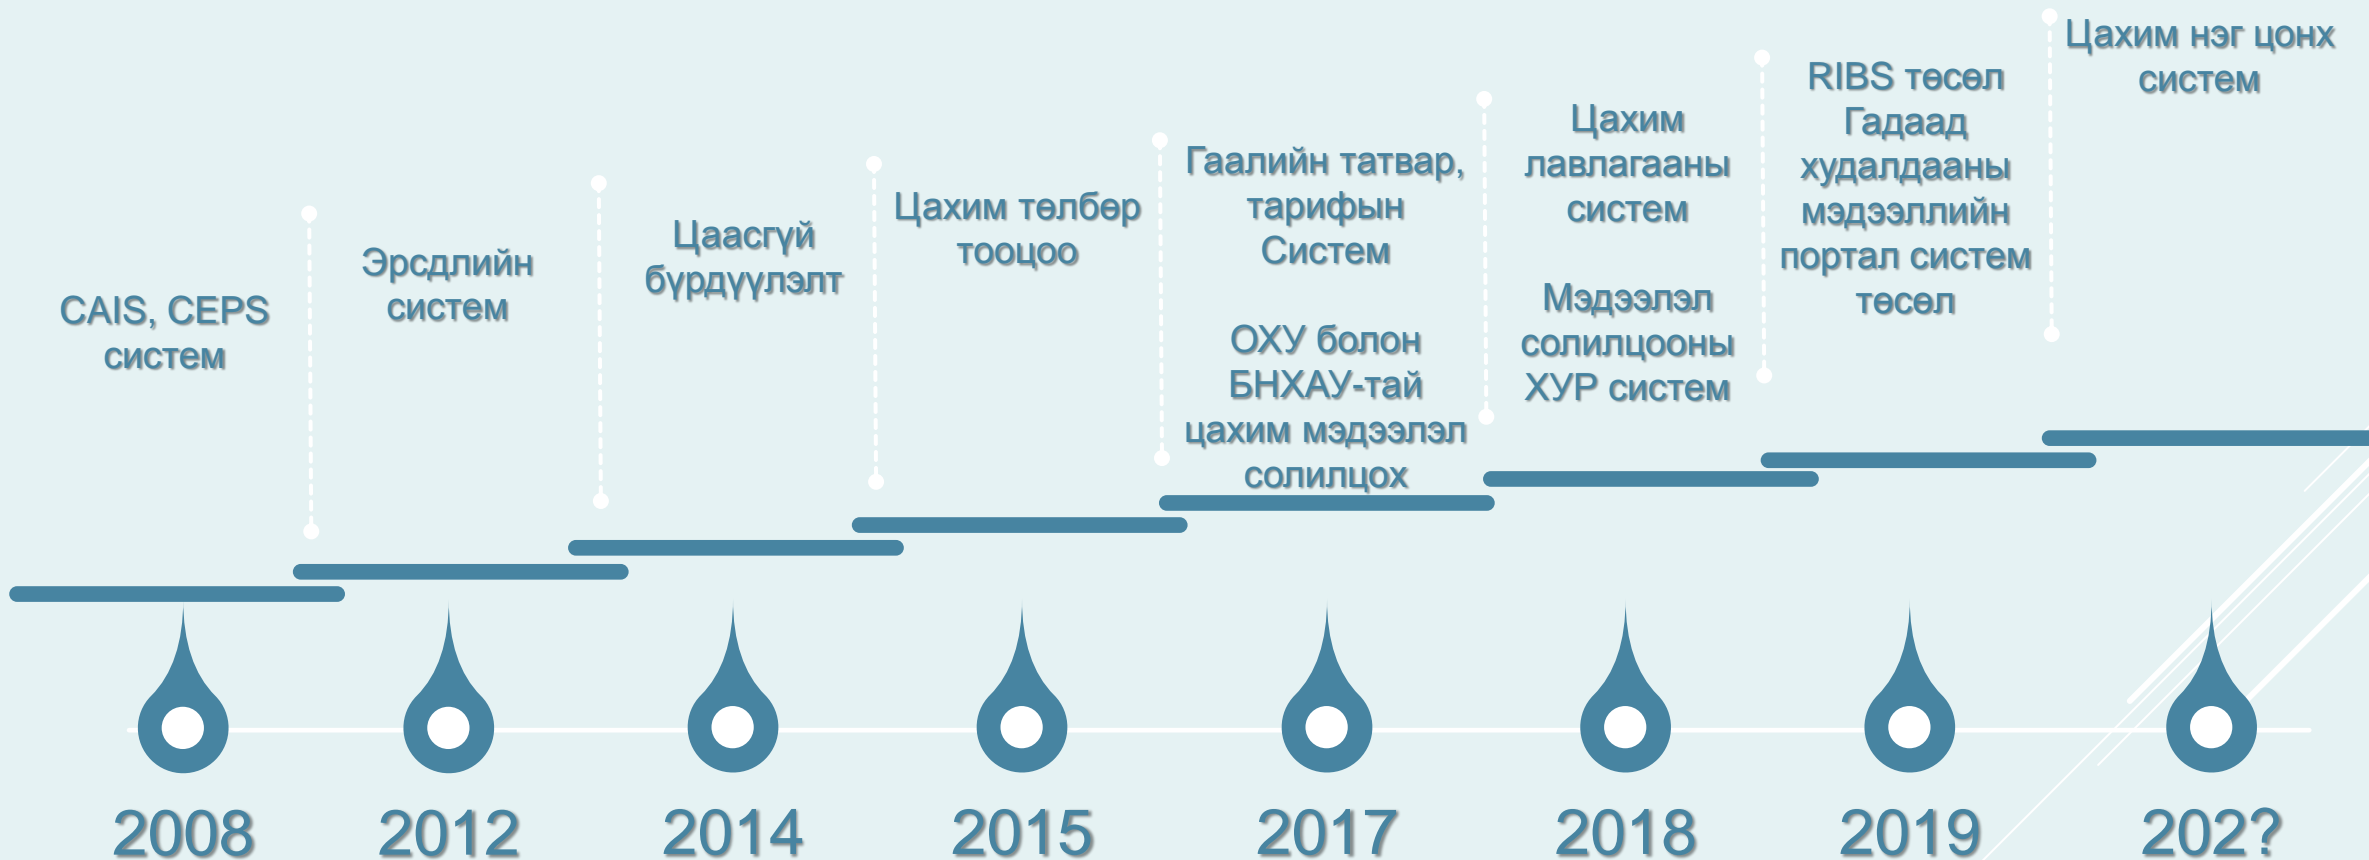 CAIS, CEPS
систем
Эрсдлийн
систем
Цаасгүй
бүрдүүлэлт
Цахим төлбөр
тооцоо
Гаалийн татвар,
тарифын
Систем
ОХУ болон
БНХАУ-тай
цахим мэдээлэл
солилцох
Цахим
лавлагааны
систем
Мэдээлэл
солилцооны
ХУР систем
RIBS төсөл
Гадаад
худалдааны
мэдээллийн
портал систем
төсөл
Цахим нэг цонх
систем
2008
2012
2014
2015
2017
2018
2019
202?